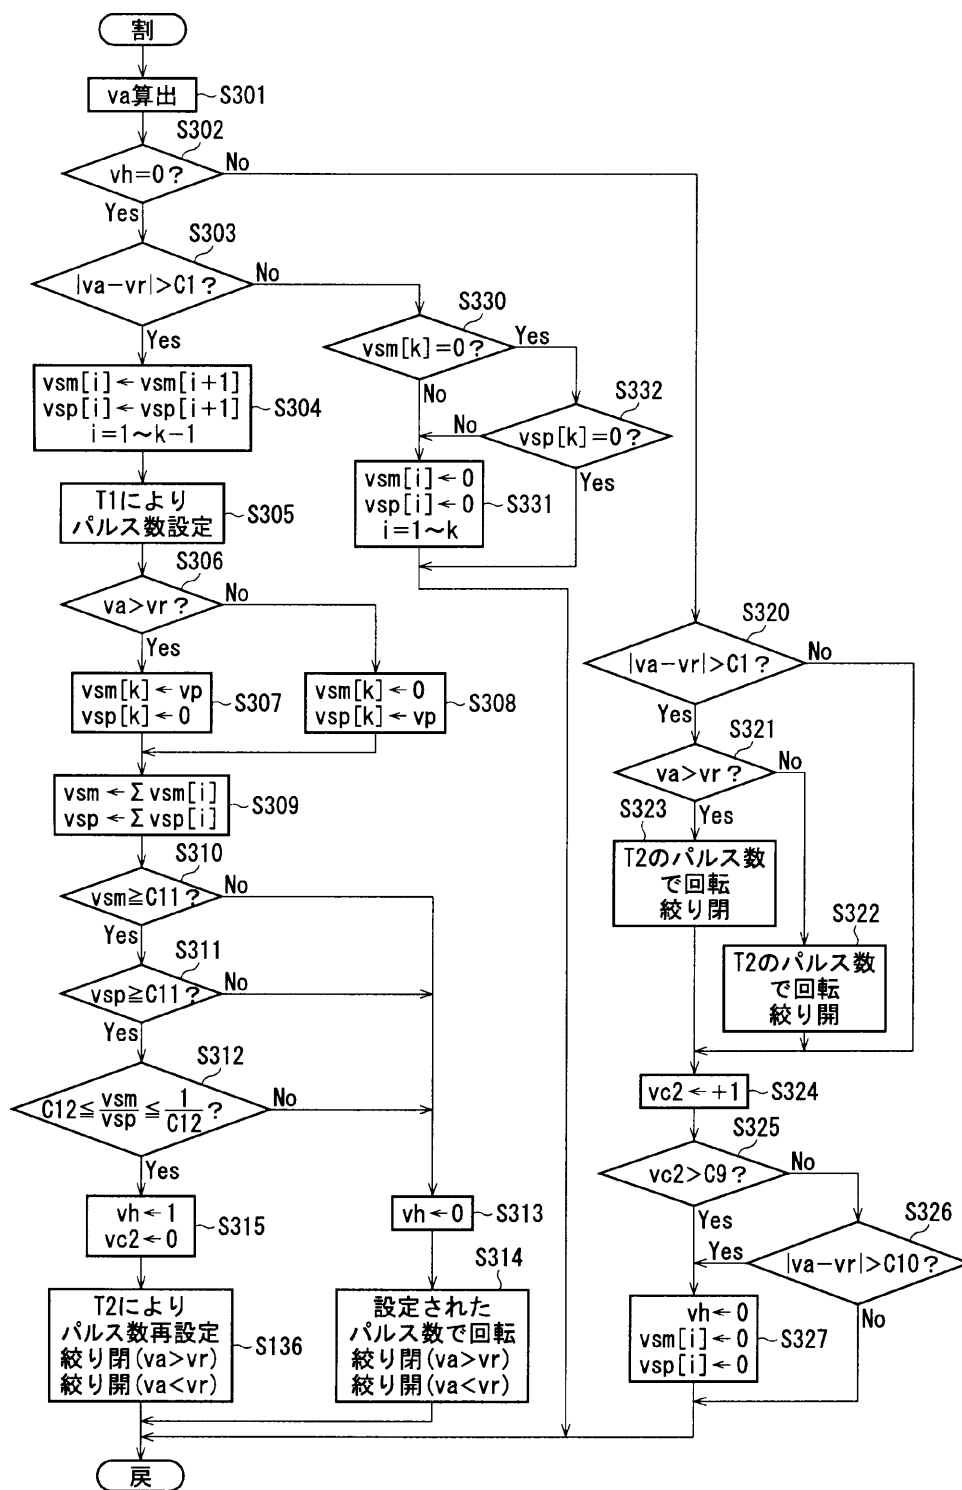 割
va算出
S301
S302
vh=0?
No
Yes
S303
|va-vr|>C1?
No
Yes
S330
vsm[k]=0?
Yes
No
S332
vsp[k]=0?
No
Yes
vsm[i]←vsm[i+1]
vsp[i]←vsp[i+1]
i=1~k-1
S304
vsm[i]←0
vsp[i]←0
i=1~k
S331
T1により
パルス数設定
S305
S306
va>vr?
No
Yes
vsm[k]←vp
vsp[k]←0
S307
vsm[k]←0
vsp[k]←vp
S308
vsm←Σvsm[i]
vsp←Σvsp[i]
S309
S310
vsm≧C11?
No
Yes
S311
vsp≧C11?
No
Yes
S312
C12≦vsm/vsp≦1/C12?
No
Yes
vh←1
vc2←0
S315
vh←0
S313
T2により
パルス数再設定
絞り閉(va>vr)
絞り開(va<vr)
S136
S314
設定された
パルス数で回転
絞り閉(va>vr)
絞り開(va<vr)
S320
|va-vr|>C1?
No
Yes
S321
va>vr?
No
Yes
S323
T2のパルス数
で回転
絞り閉
S322
T2のパルス数
で回転
絞り開
vc2←+1
S324
S325
vc2>C9?
No
Yes
S326
|va-vr|>C10?
Yes
No
vh←0
vsm[i]←0
vsp[i]←0
S327
戻